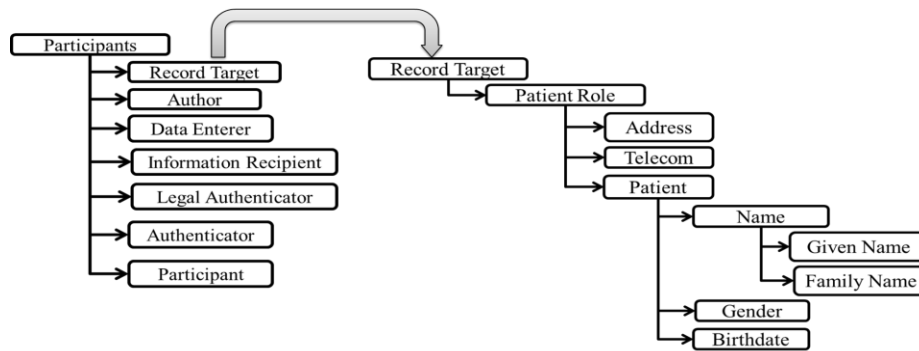 Participants
Record Target
Author
Data Enterer
Information Recipient
Legal Authenticator
Authenticator
Participant
Record Target
Patient Role
Address
Telecom
Patient
Name
Given Name
Family Name
Gender
Birthdate